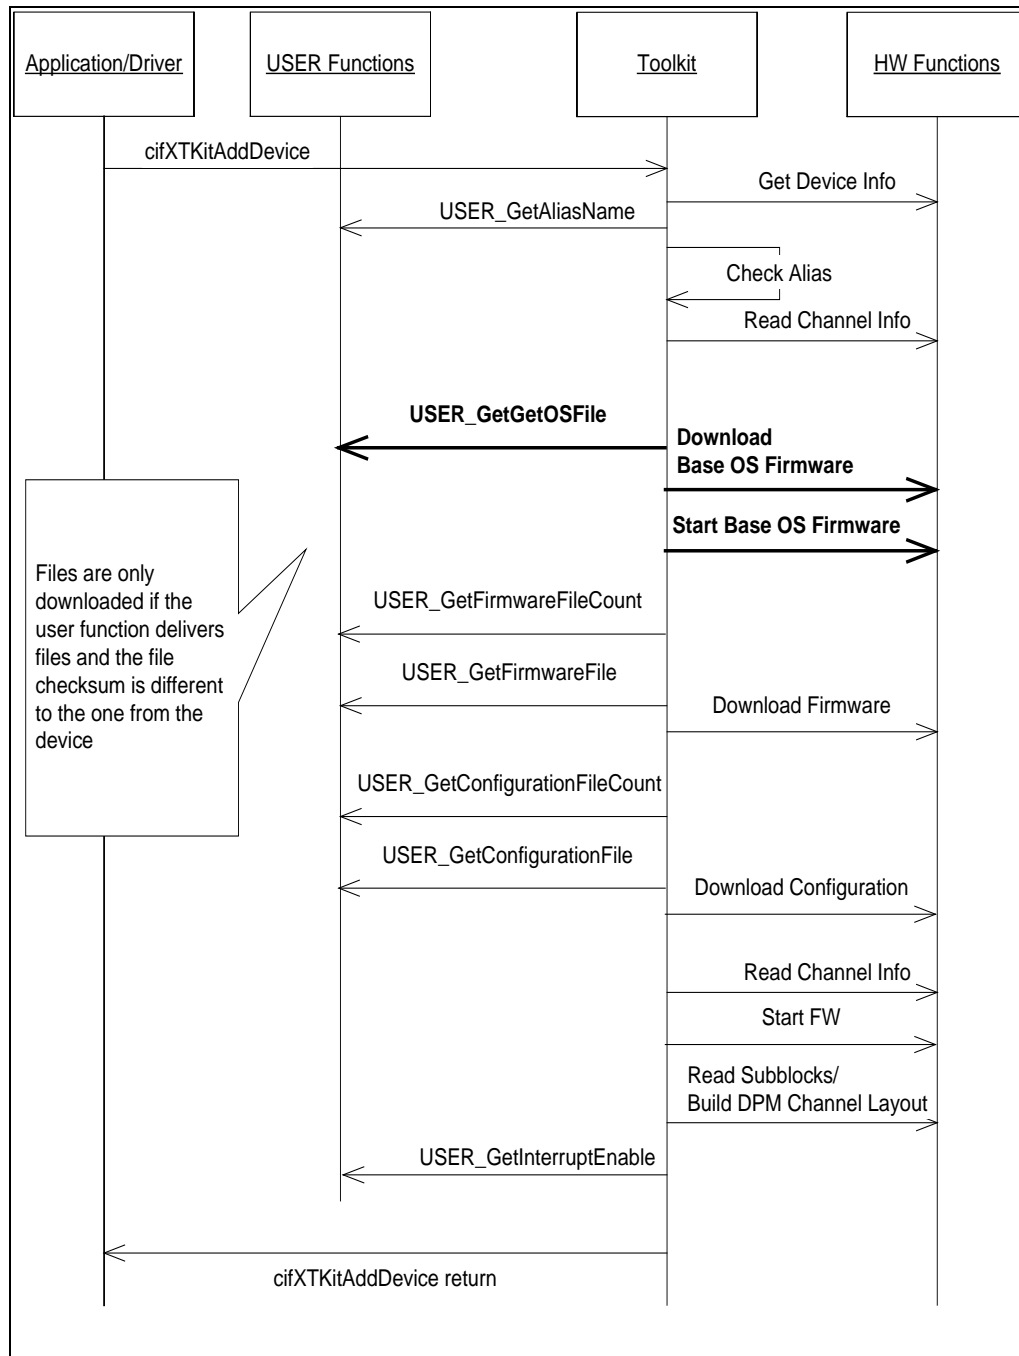 Application/Driver
USER Functions
Toolkit
HW Functions
cifXTKitAddDevice
Get Device Info
USER_GetAliasName
Check Alias
Read Channel Info
USER_GetGetOSFile
Download
Base OS Firmware
Start Base OS Firmware
Files are only
downloaded if the
user function delivers
files and the file
checksum is different
to the one from the
device
USER_GetFirmwareFileCount
USER_GetFirmwareFile
Download Firmware
USER_GetConfigurationFileCount
USER_GetConfigurationFile
Download Configuration
Read Channel Info
Start FW
Read Subblocks/
Build DPM Channel Layout
USER_GetInterruptEnable
cifXTKitAddDevice return